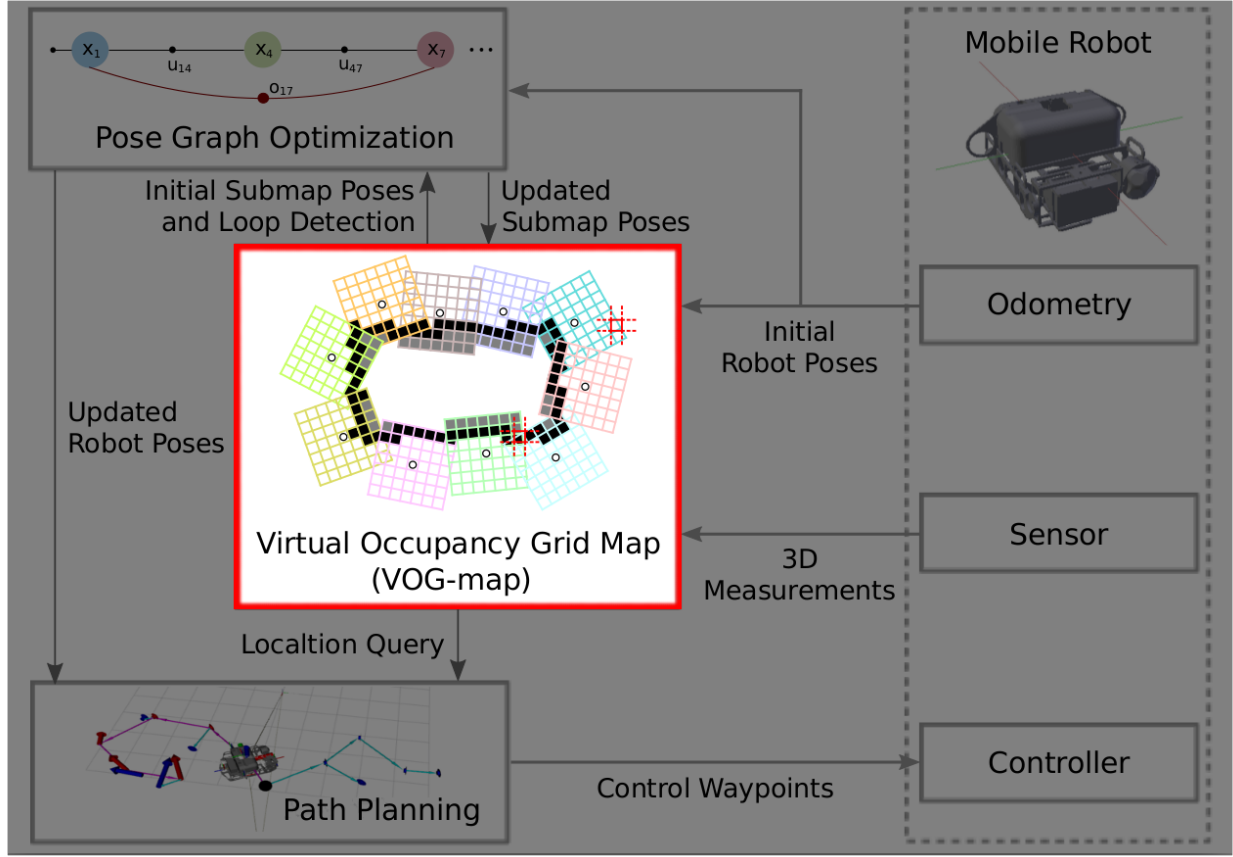 x1
x4
x7
...
u14
u47
o17
Pose Graph Optimization
Mobile Robot
Initial Submap Poses
and Loop Detection
Updated
Submap Poses
Odometry
Initial
Robot Poses
Updated
Robot Poses
Virtual Occupancy Grid Map
(VOG-map)
Sensor
3D
Measurements
Localtion Query
Path Planning
Control Waypoints
Controller